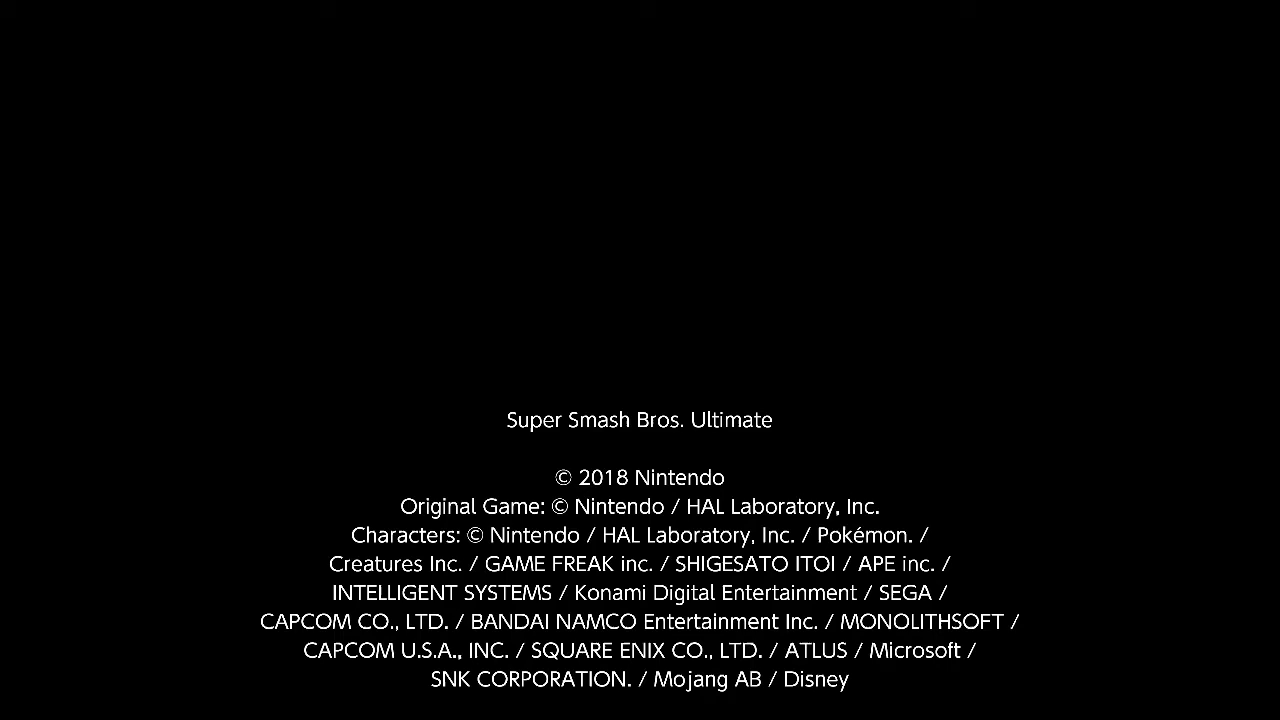 Super Smash Bros. Ultimate
© 2018 Nintendo
Original Game: © Nintendo / HAL Laboratory, Inc.
Characters: © Nintendo / HAL Laboratory, Inc. / Pokémon. /
Creatures Inc. / GAME FREAK inc. / SHIGESATO ITOI / APE inc. /
INTELLIGENT SYSTEMS / Konami Digital Entertainment / SEGA /
CAPCOM CO., LTD. / BANDAI NAMCO Entertainment Inc. / MONOLITHSOFT /
CAPCOM U.S.A., INC. / SQUARE ENIX CO., LTD. / ATLUS / Microsoft /
SNK CORPORATION. / Mojang AB / Disney